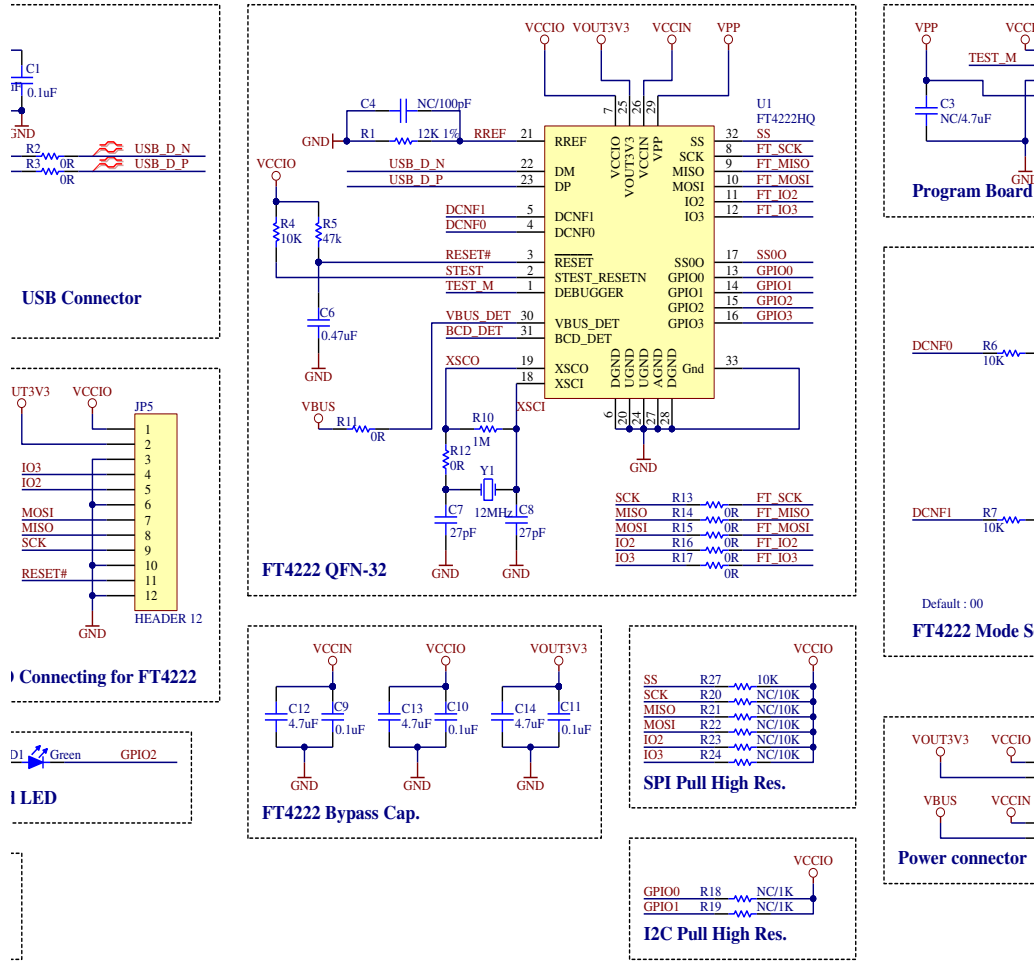 C1
0.1uF
GND
R2
0R
USB_D_N
R3
0R
USB_D_P
USB Connector
UT3V3
VCCIO
JP5
1
2
3
IO3
4
IO2
5
6
MOSI
7
MISO
8
SCK
9
10
RESET#
11
12
HEADER 12
GND
Connecting for FT4222
D1
Green
GPIO2
LED
VCCIO
VOUT3V3
VCCIN
VPP
7
25
26
29
U1
FT4222HQ
C4
NC/100pF
GND
R1
12K 1%
RREF
21
RREF
VCCIO
VOUT3V3
VCCIN
VPP
SS
32
SS
SCK
8
FT_SCK
MISO
9
FT_MISO
MOSI
10
FT_MOSI
IO2
11
FT_IO2
IO3
12
FT_IO3
USB_D_N
22
DM
USB_D_P
23
DP
VCCIO
R4
10K
R5
47k
DCNF1
5
DCNF1
DCNF0
4
DCNF0
RESET#
3
RESET
STEST
2
STEST_RESETN
TEST_M
1
DEBUGGER
SS0O
17
SS0O
GPIO0
13
GPIO0
GPIO1
14
GPIO1
GPIO2
15
GPIO2
GPIO3
16
GPIO3
C6
0.47uF
GND
VBUS_DET
30
VBUS_DET
BCD_DET
31
BCD_DET
XSCO
19
XSCO
18
XSCI
XSCI
DGND
UGND
UGND
AGND
DGND
Gnd
33
6
20
24
27
28
GND
VBUS
R11
0R
R10
1M
R12
0R
Y1
12MHz
C7
27pF
C8
27pF
GND
GND
SCK
R13
FT_SCK
MISO
R14
0R
FT_MISO
MOSI
R15
0R
FT_MOSI
IO2
R16
0R
FT_IO2
IO3
R17
0R
FT_IO3
0R
FT4222 QFN-32
VCCIN
VCCIO
VOUT3V3
C12
4.7uF
C9
0.1uF
C13
4.7uF
C10
0.1uF
C14
4.7uF
C11
0.1uF
GND
GND
GND
FT4222 Bypass Cap.
VCCIO
SS
R27
10K
SCK
R20
NC/10K
MISO
R21
NC/10K
MOSI
R22
NC/10K
IO2
R23
NC/10K
IO3
R24
NC/10K
SPI Pull High Res.
VCCIO
GPIO0
R18
NC/1K
GPIO1
R19
NC/1K
I2C Pull High Res.
VPP
VCCI
TEST_M
C3
NC/4.7uF
GND
Program Board
DCNF0
R6
10K
DCNF1
R7
10K
Default : 00
FT4222 Mode S
VOUT3V3
VCCIO
VBUS
VCCIN
Power connector